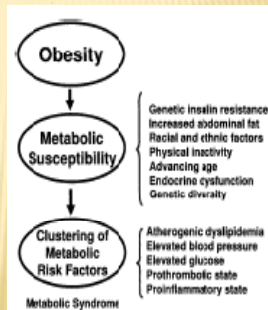 Obesity
Metabolic
Susceptibility
Genetic insulin resistance
Increased abdominal fat
Racial and ethnic factors
Physical inactivity
Advancing age
Endocrine cysfunction
Genetic diversity
Clustering of
Metabolic
Risk Factors
Atherogenic dyslipidemia
Elevated blood pressure
Elevated glucose
Prothrombotic state
Proinflammatory state
Metabolic Syndrome